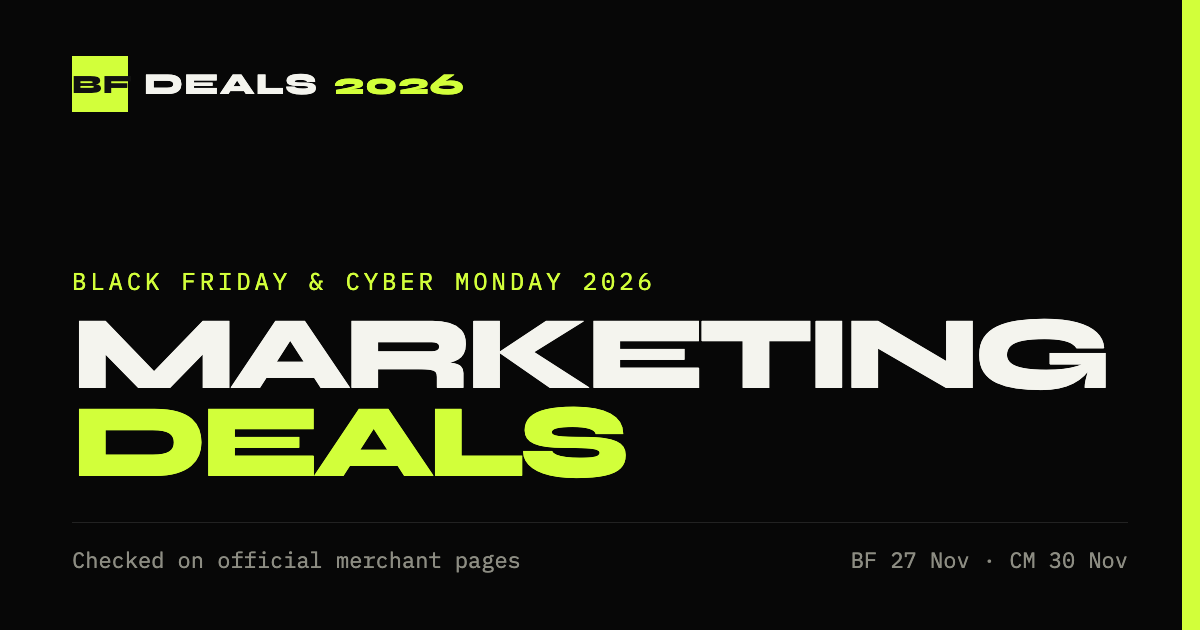 BF DEALS 2026
BLACK FRIDAY & CYBER MONDAY 2026
MARKETING
DEALS
Checked on official merchant pages
BF 27 Nov · CM 30 Nov